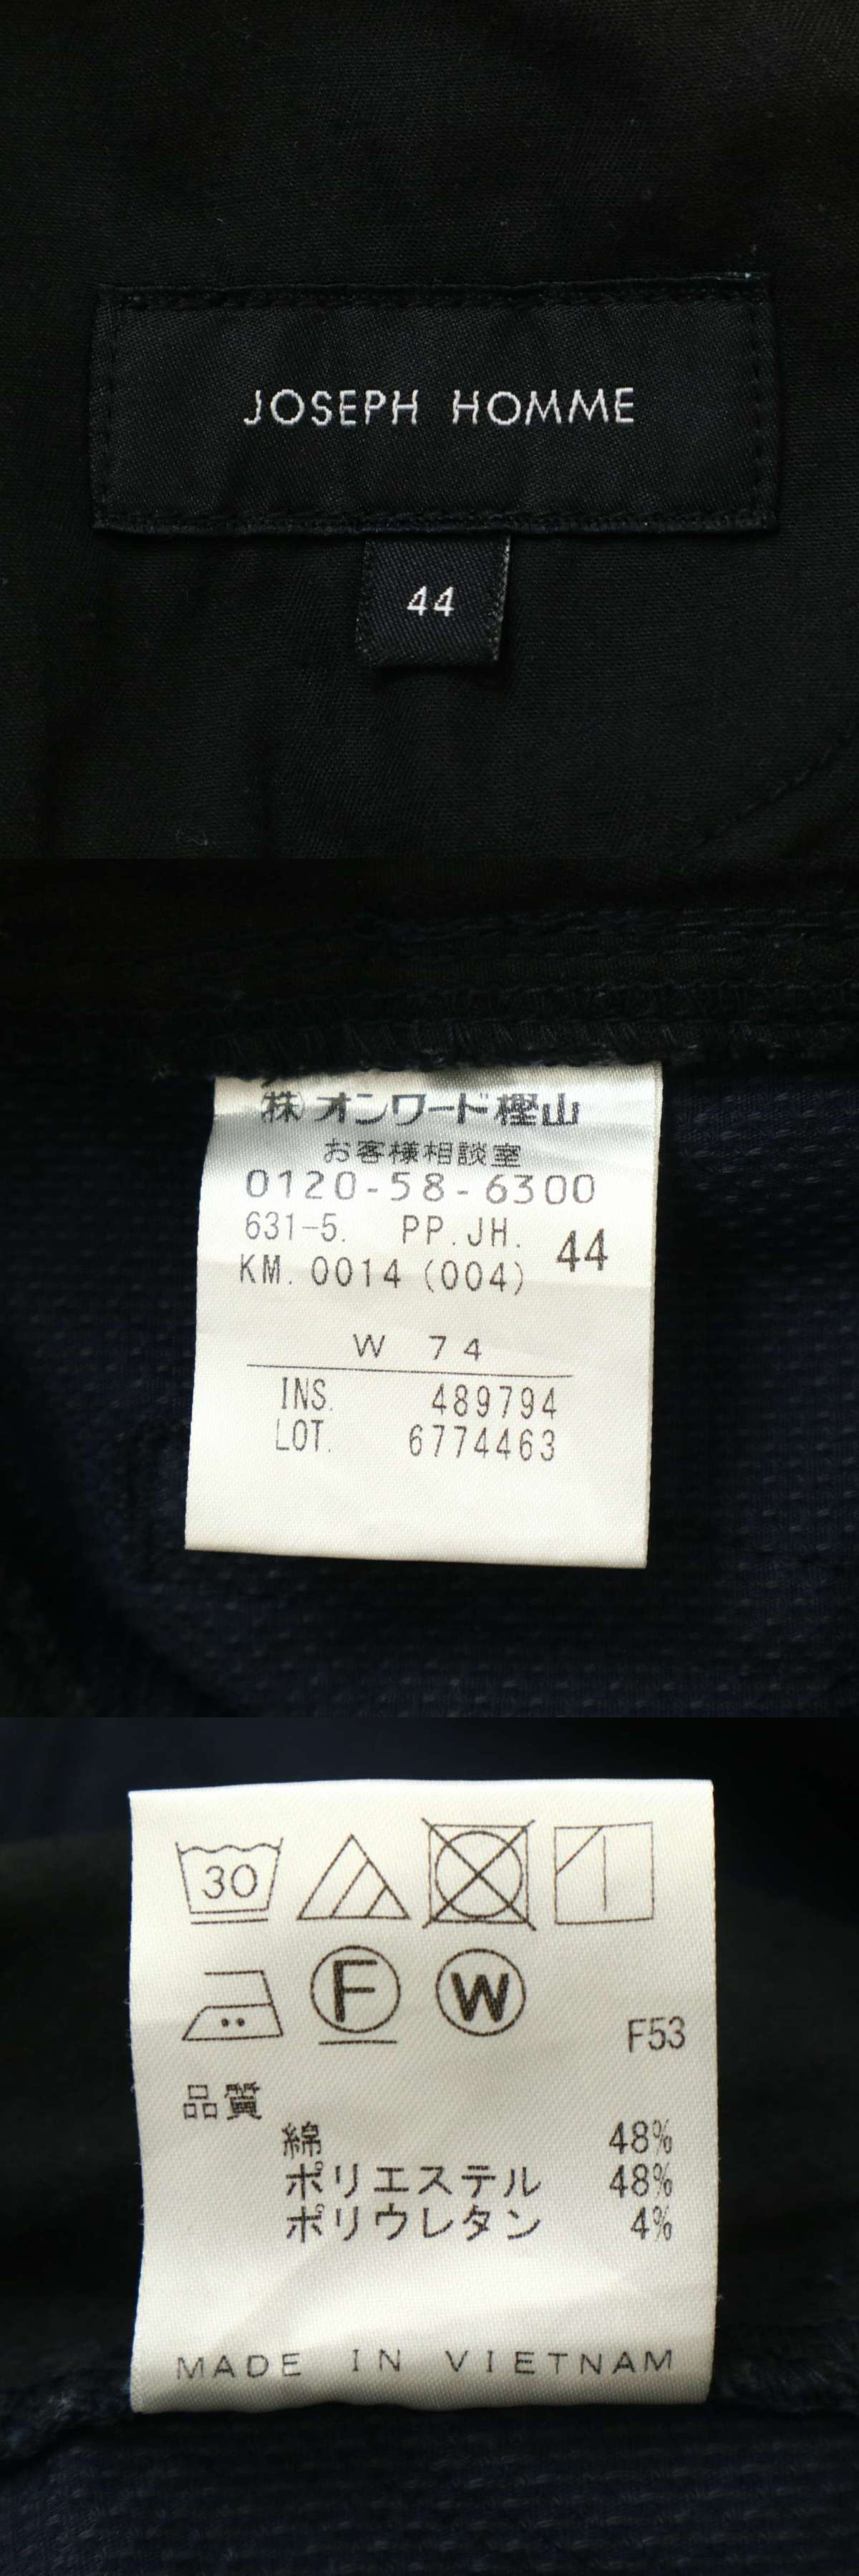 JOSEPH HOMME
44
㈱オンワード樫山
お客様相談室
0120-58-6300
631-5. PP.JH. 44
KM.0014(004)
W 74
INS. 489794
LOT. 6774463
30
F W
F53
品質
綿 48%
ポリエステル 48%
ポリウレタン 4%
MADE IN VIETNAM